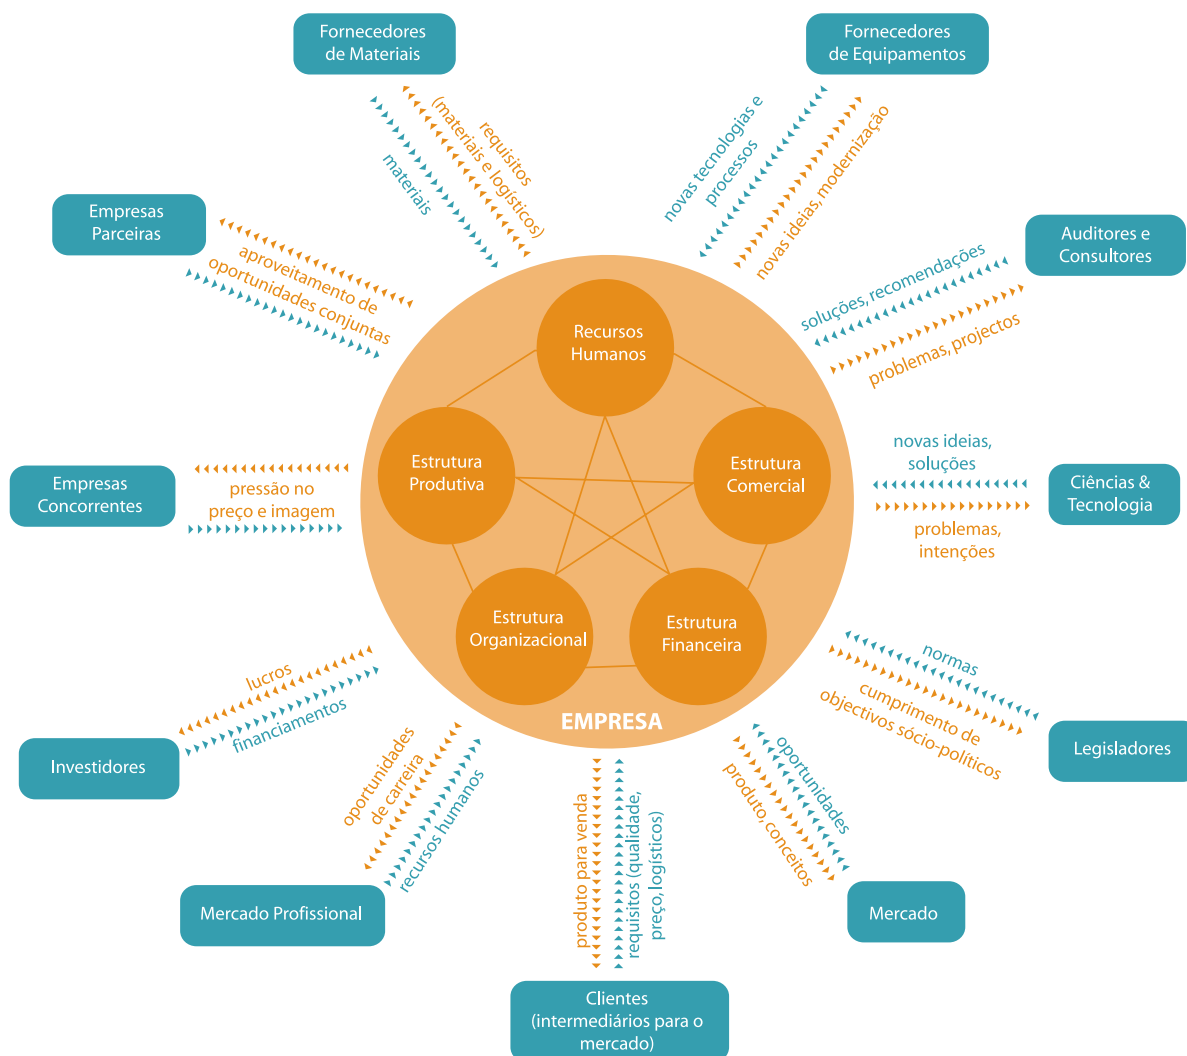 Fornecedores
de Materiais
Fornecedores
de Equipamentos
requisitos
(materiais e logísticos)
materiais
novas tecnologias e
processos
novas ideias, modernização
Empresas
Parceiras
aproveitamento de
oportunidades conjuntas
Auditores e
Consultores
soluções, recomendações
problemas, projectos
Recursos
Humanos
Estrutura
Produtiva
Estrutura
Comercial
Empresas
Concorrentes
pressão no
preço e imagem
novas ideias,
soluções
Ciências &
Tecnologia
problemas,
intenções
Estrutura
Organizacional
Estrutura
Financeira
EMPRESA
lucros
financiamentos
Investidores
normas
cumprimento de
objectivos sócio-políticos
Legisladores
oportunidades
de carreira
recursos humanos
Mercado Profissional
produto para venda
requisitos (qualidade,
preço, logísticos)
oportunidades
produto, conceitos
Mercado
Clientes
(intermediários para o
mercado)